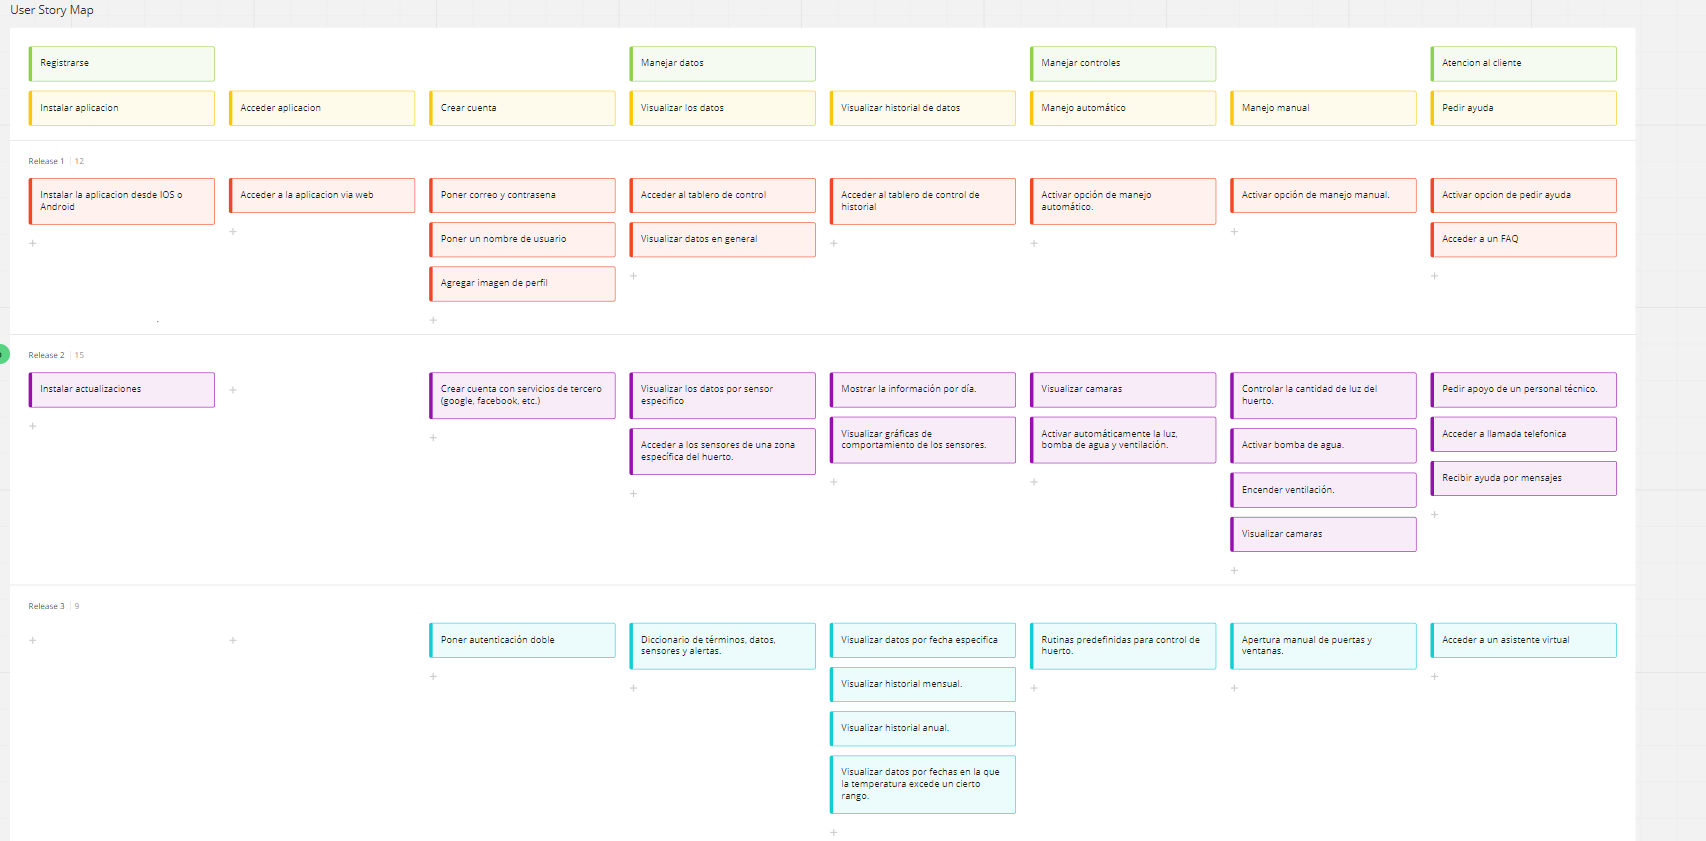 User Story Map
Registrarse
Manejar datos
Manejar controles
Atencion al cliente
Instalar aplicacion
Acceder aplicacion
Crear cuenta
Visualizar los datos
Visualizar historial de datos
Manejo automático
Manejo manual
Pedir ayuda
Release 1 | 12
Instalar la aplicacion desde IOS o
Android
Acceder a la aplicacion via web
Poner correo y contrasena
Poner un nombre de usuario
Agregar imagen de perfil
Acceder al tablero de control
Visualizar datos en general
Acceder al tablero de control de
historial
Activar opción de manejo
automático.
Activar opción de manejo manual.
Activar opcion de pedir ayuda
Acceder a un FAQ
Release 2 | 15
Instalar actualizaciones
Crear cuenta con servicios de tercero
(google, facebook, etc.)
Visualizar los datos por sensor
especifico
Acceder a los sensores de una zona
específica del huerto.
Mostrar la información por día.
Visualizar gráficas de
comportamiento de los sensores.
Visualizar camaras
Activar automáticamente la luz,
bomba de agua y ventilación.
Controlar la cantidad de luz del
huerto.
Activar bomba de agua.
Encender ventilación.
Visualizar camaras
Pedir apoyo de un personal técnico.
Acceder a llamada telefonica
Recibir ayuda por mensajes
Release 3 | 9
Poner autenticación doble
Diccionario de términos, datos,
sensores y alertas.
Visualizar datos por fecha especifica
Visualizar historial mensual.
Visualizar historial anual.
Visualizar datos por fechas en la que
la temperatura excede un cierto
rango.
Rutinas predefinidas para control de
huerto.
Apertura manual de puertas y
ventanas.
Acceder a un asistente virtual